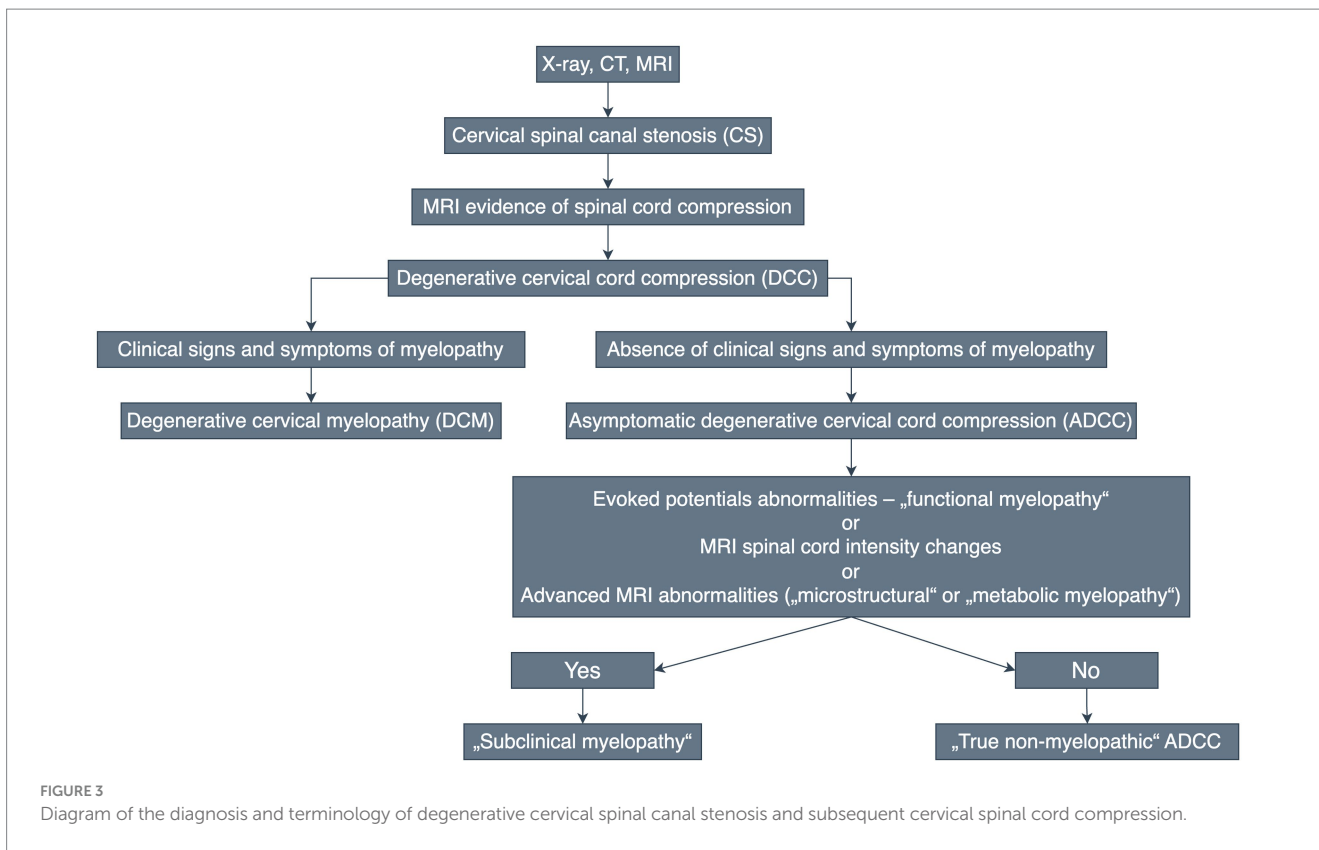 X-ray, CT, MRI
Cervical spinal canal stenosis (CS)
MRI evidence of spinal cord compression
Degenerative cervical cord compression (DCC)
Clinical signs and symptoms of myelopathy
Absence of clinical signs and symptoms of myelopathy
Degenerative cervical myelopathy (DCM)
Asymptomatic degenerative cervical cord compression (ADCC)
Evoked potentials abnormalities – „functional myelopathy“
or
MRI spinal cord intensity changes
or
Advanced MRI abnormalities („microstructural“ or „metabolic myelopathy“)
Yes
No
„Subclinical myelopathy“
„True non-myelopathic“ ADCC
FIGURE 3
Diagram of the diagnosis and terminology of degenerative cervical spinal canal stenosis and subsequent cervical spinal cord compression.